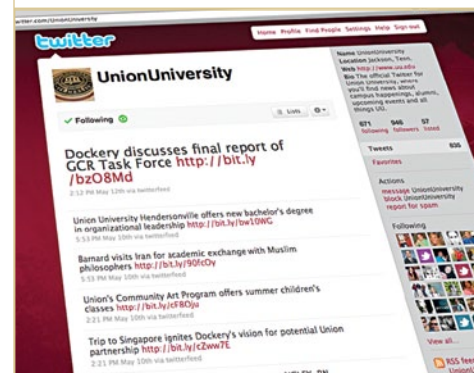 twitter.com/UnionUniversity
twitter
Home Profile Find People Settings Help Sign out
UnionUniversity
Following
Lists
Dockery discusses final report of
GCR Task Force http://bit.ly
/bzO8Md
2:12 PM May 12th via twitterfeed
Union University Hendersonville offers new bachelor's degree
in organizational leadership http://bit.ly/bw10WG
5:53 PM May 10th via twitterfeed
Barnard visits Iran for academic exchange with Muslim
philosophers http://bit.ly/90fcOy
5:53 PM May 10th via twitterfeed
Union's Community Art Program offers summer children's
classes http://bit.ly/cF8Oju
2:21 PM May 10th via twitterfeed
Trip to Singapore ignites Dockery's vision for potential Union
partnership http://bit.ly/cZww7E
2:21 PM May 10th via twitterfeed
Name UnionUniversity
Location Jackson, Tenn.
Web http://www.uu.edu
Bio The official Twitter for
Union University, where
you'll find news about
campus happenings, alumni,
upcoming events and all
things UU.
671 946 57
following followers listed
Tweets 835
Favorites
Actions
message UnionUniversity
block UnionUniversity
report for spam
Following
View all...
RSS feed